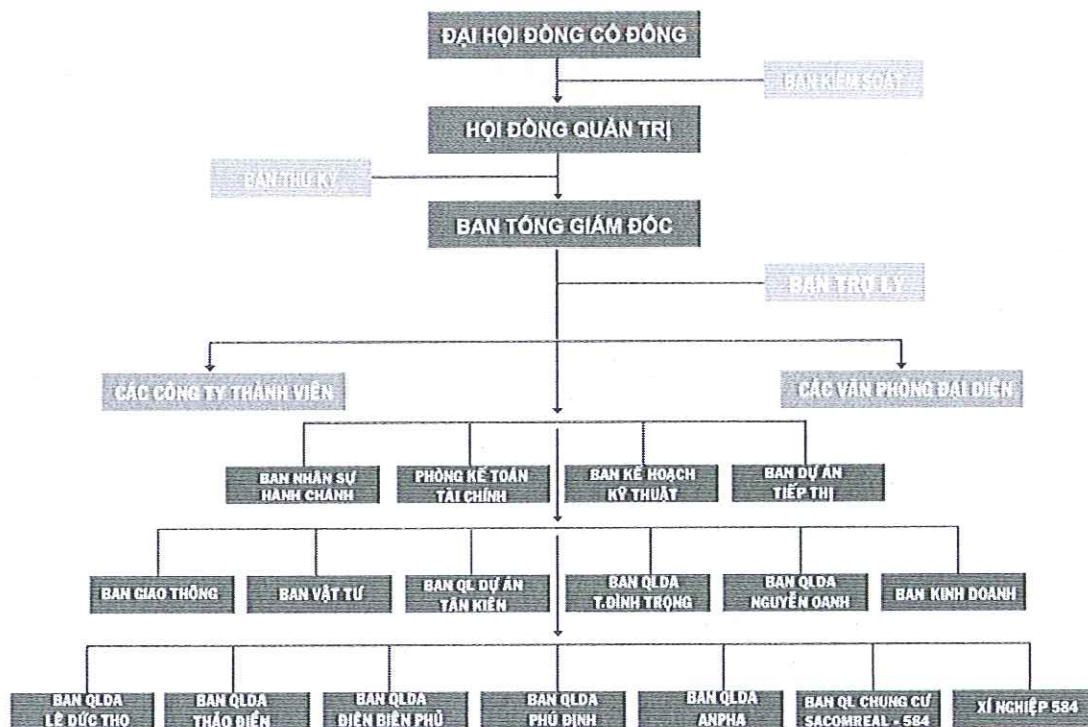 ĐẠI HỘI ĐỒNG CỔ ĐÔNG
BAN KIỂM SOÁT
HỘI ĐỒNG QUẢN TRỊ
BAN THƯ KÝ
BAN TỔNG GIÁM ĐỐC
BAN TRỢ LÝ
CÁC CÔNG TY THÀNH VIÊN
CÁC VĂN PHÒNG ĐẠI DIỆN
BAN NHÂN SỰ
HÀNH CHÁNH
PHÒNG KẾ TOÁN
TÀI CHÍNH
BAN KẾ HOẠCH
KỸ THUẬT
BAN DỰ ÁN
TIẾP THỊ
BAN GIAO THÔNG
BAN VẬT TƯ
BAN QL DỰ ÁN
TÂN KIÊN
BAN QLDA
T.ĐÌNH TRỌNG
BAN QLDA
NGUYỄN OANH
BAN KINH DOANH
BAN QLDA
LÊ ĐỨC THỌ
BAN QLDA
THẢO ĐIỀN
BAN QLDA
ĐIỆN BIÊN PHỦ
BAN QLDA
PHÚ ĐỊNH
BAN QLDA
ANPHA
BAN QL CHUNG CƯ
SACOMREAL - 584
XÍ NGHIỆP 584